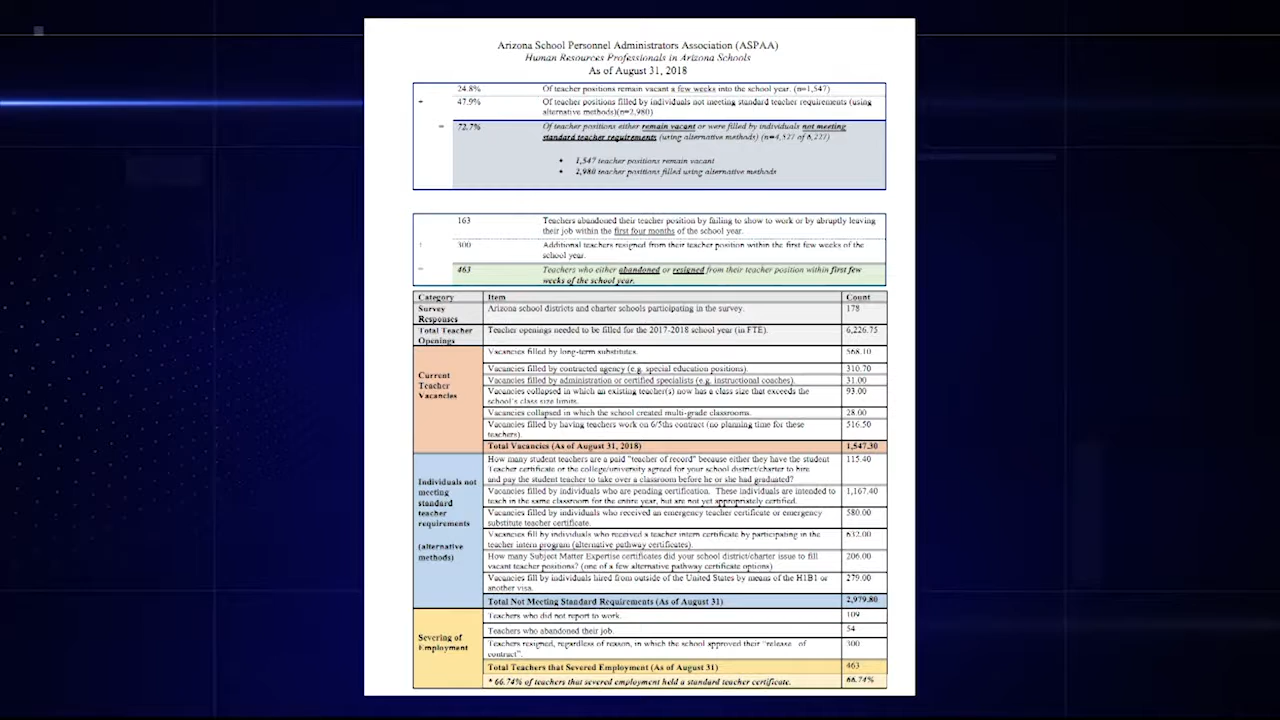 Arizona School Personnel Administrators Association (ASPAA)
Human Resources Professionals in Arizona Schools
As of August 31, 2018
24.8% Of teacher positions remain vacant a few weeks into the school year. (n=1,547)
+ 47.9% Of teacher positions filled by individuals not meeting standard teacher requirements (using
alternative methods)(n=2,980)
= 72.7% Of teacher positions either remain vacant or were filled by individuals not meeting
standard teacher requirements (using alternative methods) (n=4,527 of 6,227)
• 1,547 teacher positions remain vacant
• 2,980 teacher positions filled using alternative methods
163 Teachers abandoned their teacher position by failing to show to work or by abruptly leaving
their job within the first four months of the school year.
+ 300 Additional teachers resigned from their teacher position within the first few weeks of the
school year.
= 463 Teachers who either abandoned or resigned from their teacher position within first few
weeks of the school year.
Category Item Count
Survey Responses Arizona school districts and charter schools participating in the survey. 178
Total Teacher Openings Teacher openings needed to be filled for the 2017-2018 school year (in FTE). 6,226.75
Current
Teacher
Vacancies
Vacancies filled by long-term substitutes. 568.10
Vacancies filled by contracted agency (e.g. special education positions). 310.70
Vacancies filled by administration or certified specialists (e.g. instructional coaches). 31.00
Vacancies collapsed in which an existing teacher(s) now has a class size that exceeds the 93.00
school's class size limits.
Vacancies collapsed in which the school created multi-grade classrooms. 28.00
Vacancies filled by having teachers work on 6/5ths contract (no planning time for these 516.50
teachers).
Total Vacancies (As of August 31, 2018) 1,547.30
Individuals not
meeting
standard
teacher
requirements
(alternative
methods)
How many student teachers are a paid "teacher of record" because either they have the student 115.40
Teacher certificate or the college/university agreed for your school district/charter to hire
and pay the student teacher to take over a classroom before he or she had graduated?
Vacancies filled by individuals who are pending certification. These individuals are intended to 1,167.40
teach in the same classroom for the entire year, but are not yet appropriately certified.
Vacancies filled by individuals who received an emergency teacher certificate or emergency 580.00
substitute teacher certificate.
Vacancies fill by individuals who received a teacher intern certificate by participating in the 632.00
teacher intern program (alternative pathway certificates).
How many Subject Matter Expertise certificates did your school district/charter issue to fill 206.00
vacant teacher positions? (one of a few alternative pathway certificate options)
Vacancies fill by individuals hired from outside of the United States by means of the H1B1 or 279.00
another visa.
Total Not Meeting Standard Requirements (As of August 31) 2,979.80
Severing of
Employment
Teachers who did not report to work. 109
Teachers who abandoned their job. 54
Teachers resigned, regardless of reason, in which the school approved their "release of 300
contract".
Total Teachers that Severed Employment (As of August 31) 463
* 66.74% of teachers that severed employment held a standard teacher certificate. 66.74%